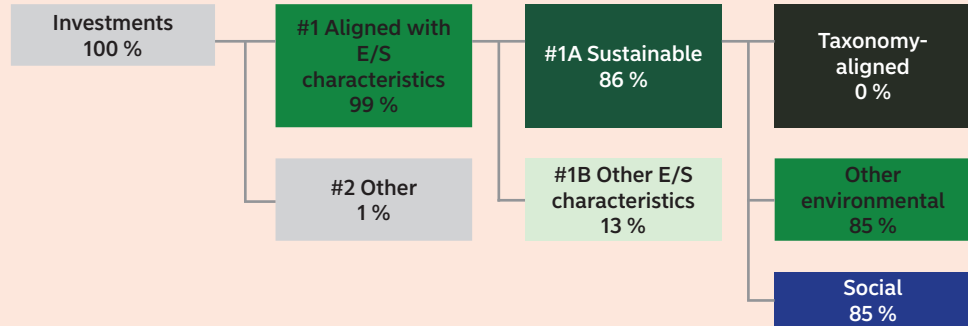 Investments
100 %
#1 Aligned with
E/S
characteristics
99 %
#2 Other
1 %
#1A Sustainable
86 %
#1B Other E/S
characteristics
13 %
Taxonomy-
aligned
0 %
Other
environmental
85 %
Social
85 %